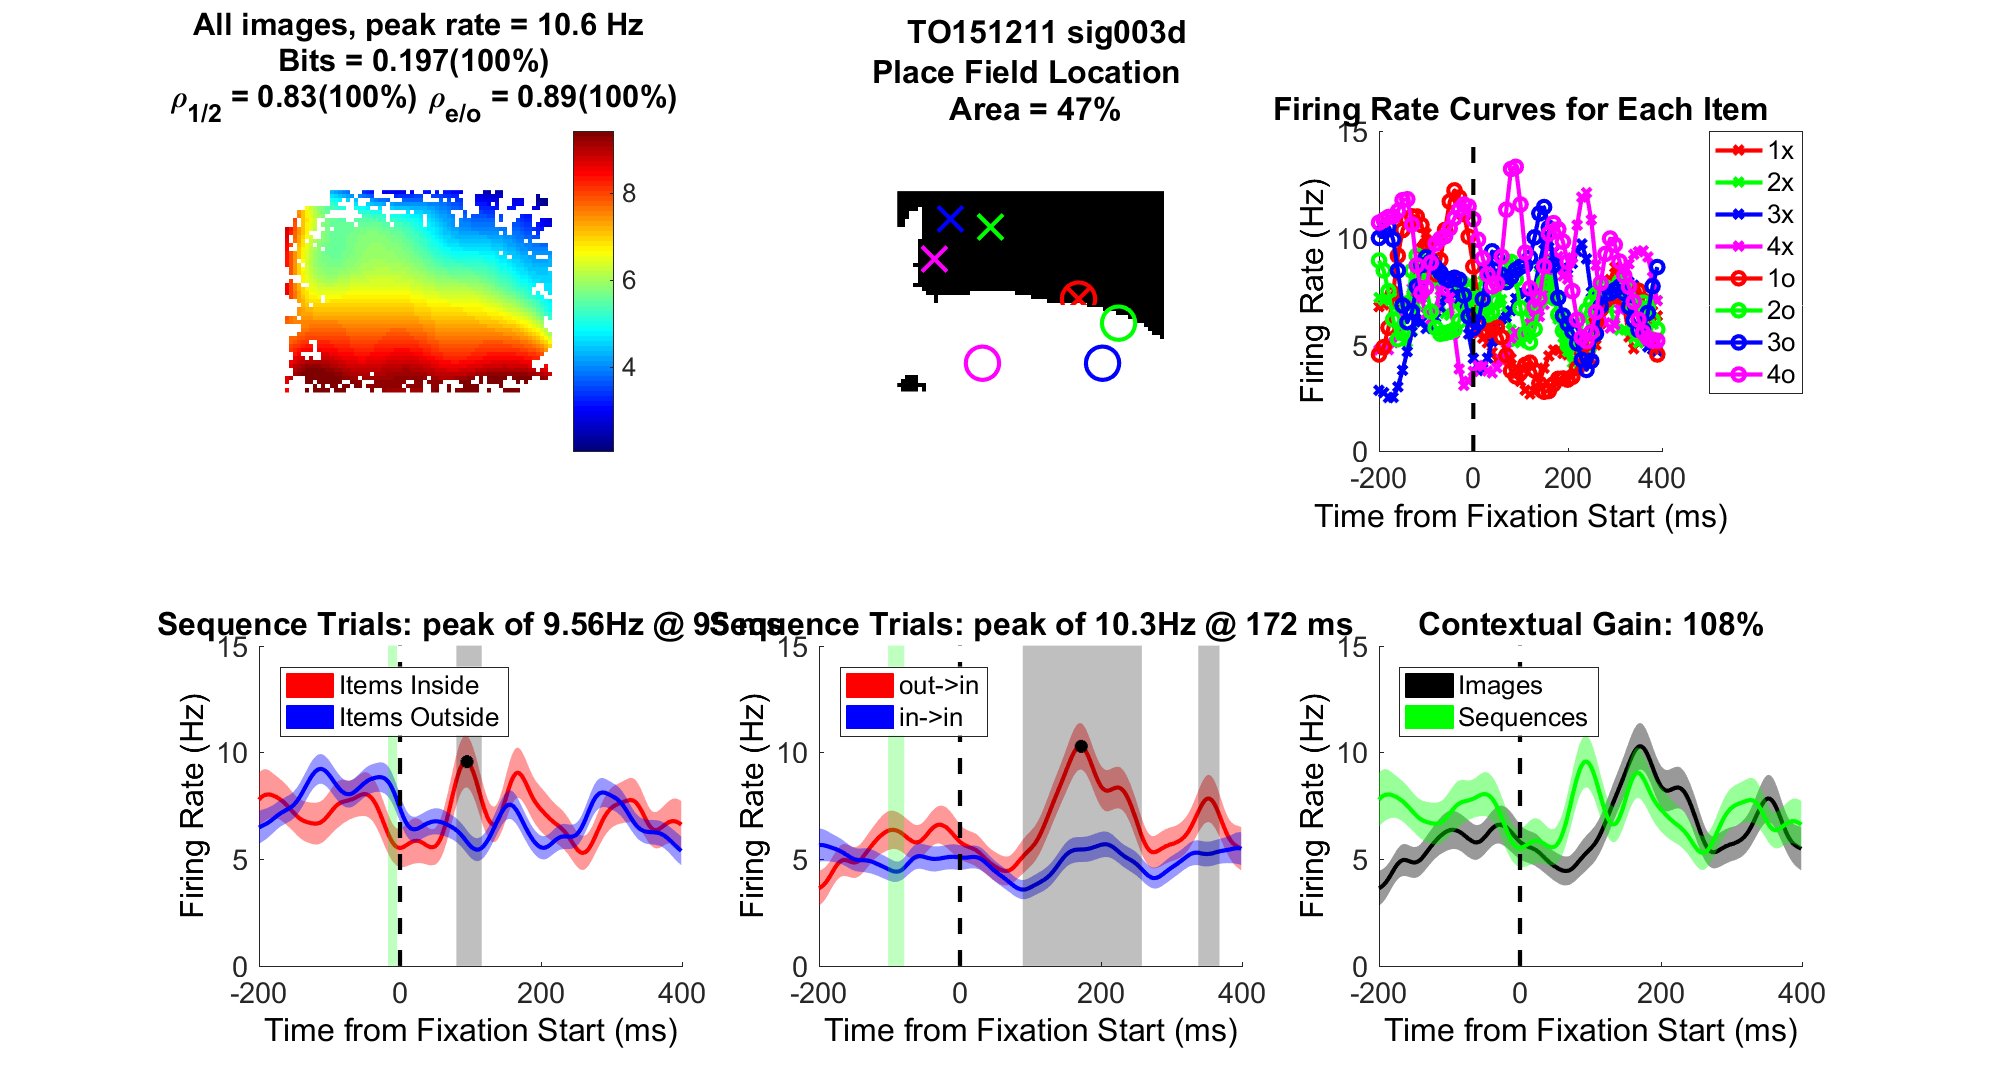 All images, peak rate = 10.6 Hz
Bits = 0.197(100%)
ρ1/2 = 0.83(100%) ρe/o = 0.89(100%)
8
6
4
TO151211 sig003d
Place Field Location
Area = 47%
Firing Rate Curves for Each Item
15
10
5
0
-200
0
200
400
Firing Rate (Hz)
Time from Fixation Start (ms)
1x
2x
3x
4x
1o
2o
3o
4o
Sequence Trials: peak of 9.56Hz @ 95 ms
15
10
5
0
-200
0
200
400
Firing Rate (Hz)
Time from Fixation Start (ms)
Items Inside
Items Outside
Sequence Trials: peak of 10.3Hz @ 172 ms
15
10
5
0
-200
0
200
400
Firing Rate (Hz)
Time from Fixation Start (ms)
out->in
in->in
Contextual Gain: 108%
15
10
5
0
-200
0
200
400
Firing Rate (Hz)
Time from Fixation Start (ms)
Images
Sequences